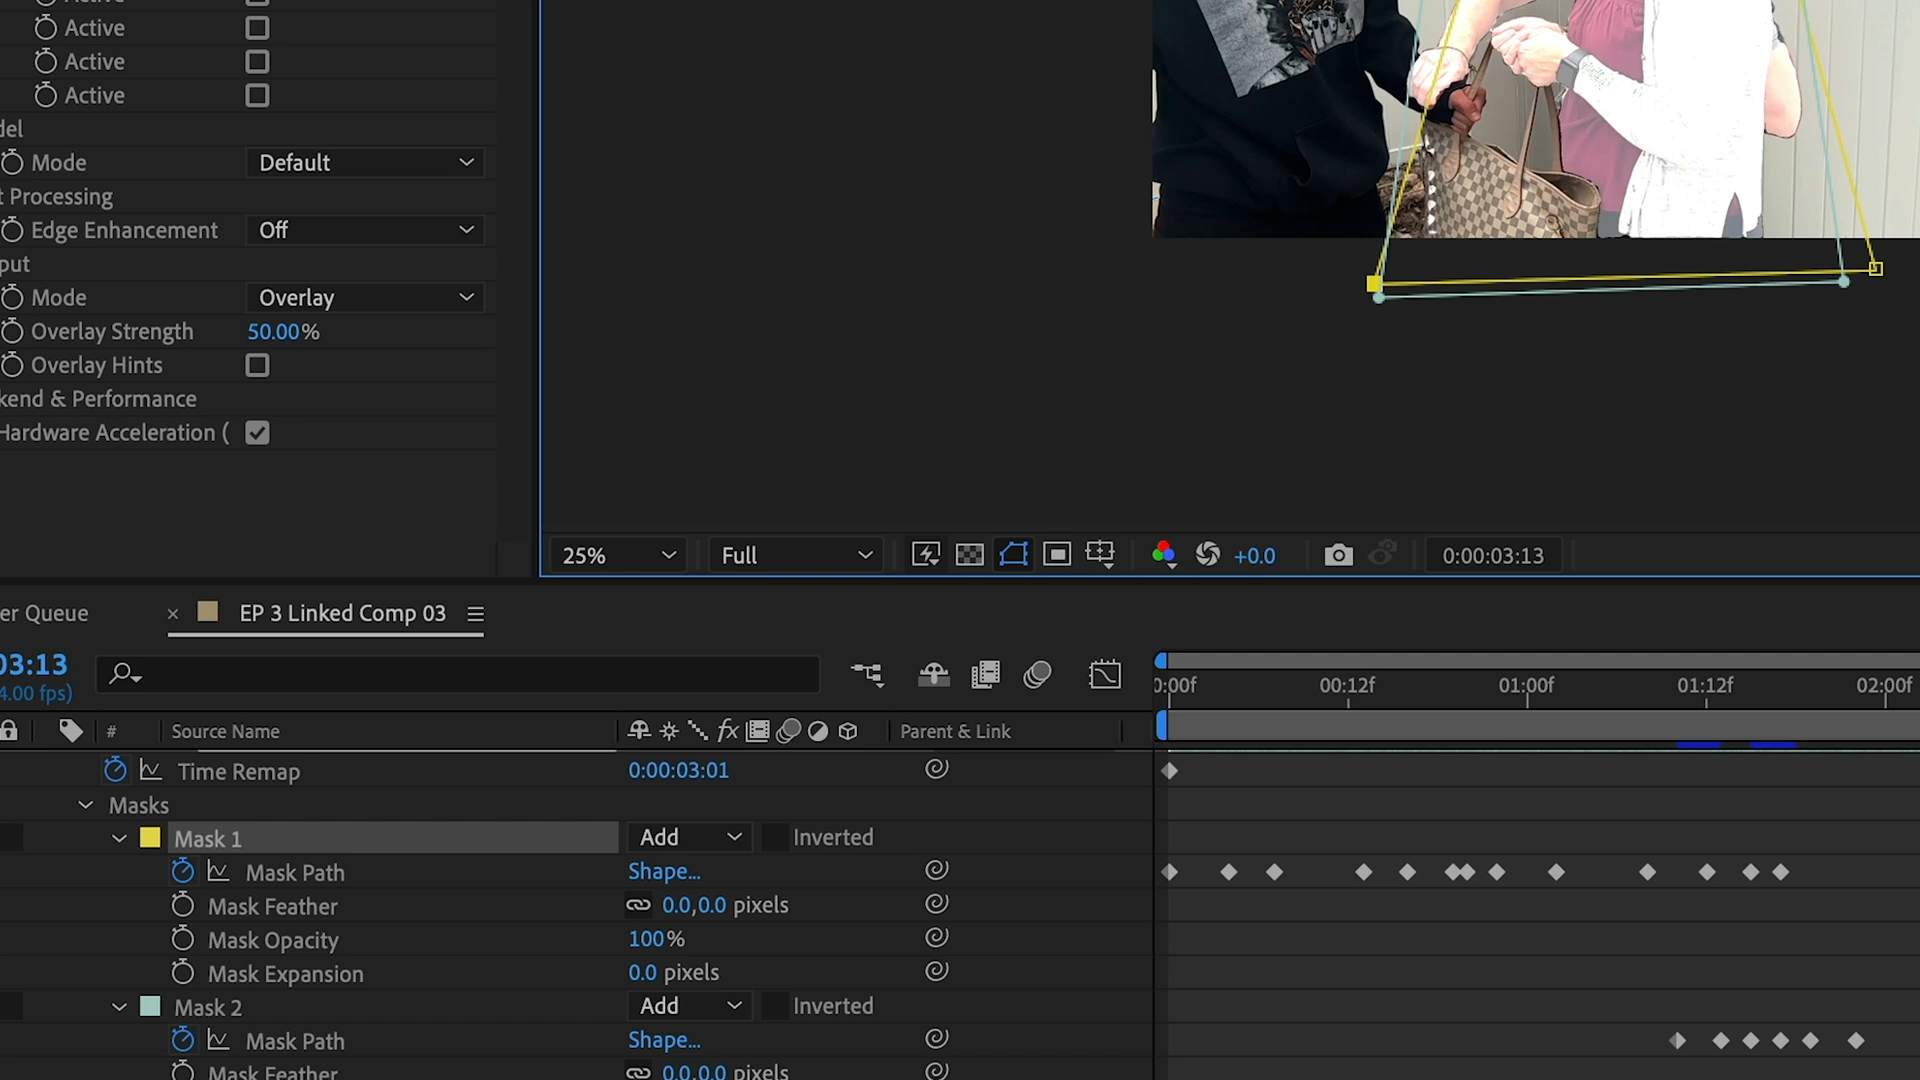 Active
Active
Active
Mode Default
Processing
Edge Enhancement Off
Mode Overlay
Overlay Strength 50.00%
Overlay Hints
& Performance
Hardware Acceleration (
25% Full +0.0 0:00:03:13
er Queue × EP 3 Linked Comp 03
03:13
4.00 fps)
0:00f 00:12f 01:00f 01:12f 02:00f
# Source Name fx Parent & Link
Time Remap 0:00:03:01
Masks
Mask 1 Add Inverted
Mask Path Shape...
Mask Feather 0.0,0.0 pixels
Mask Opacity 100%
Mask Expansion 0.0 pixels
Mask 2 Add Inverted
Mask Path Shape...
Mask Feather 0.0,0.0 pixels